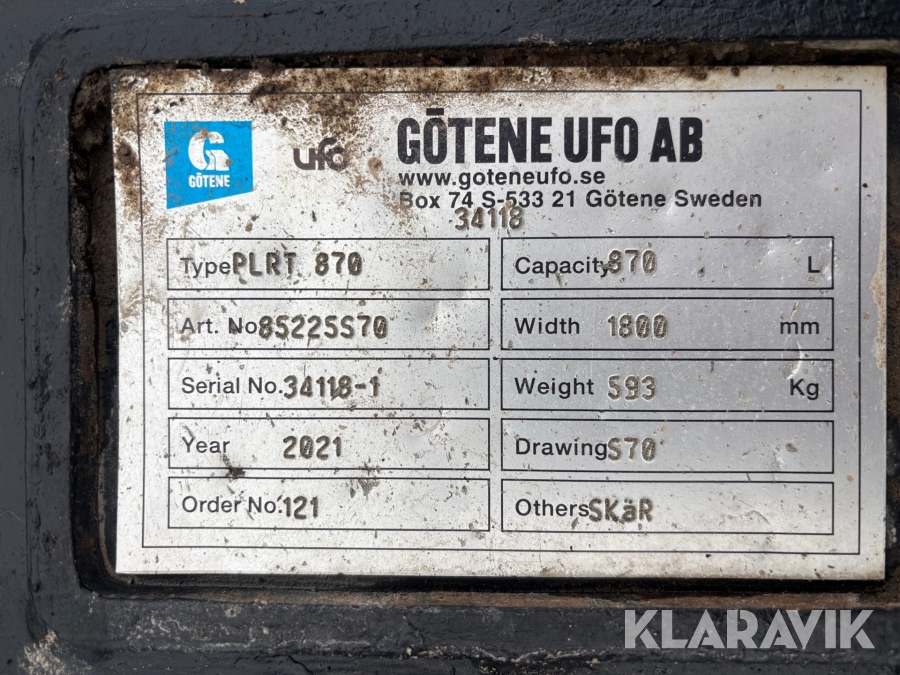 GÖTENE
ufo
GÖTENE UFO AB
www.goteneufo.se
Box 74 S-533 21 Götene Sweden
34118
Type PLRT 870
Capacity 870 L
Art. No 85225S70
Width 1800 mm
Serial No. 34118-1
Weight 593 Kg
Year 2021
Drawing S70
Order No. 121
Others SKäR
KLARAVIK